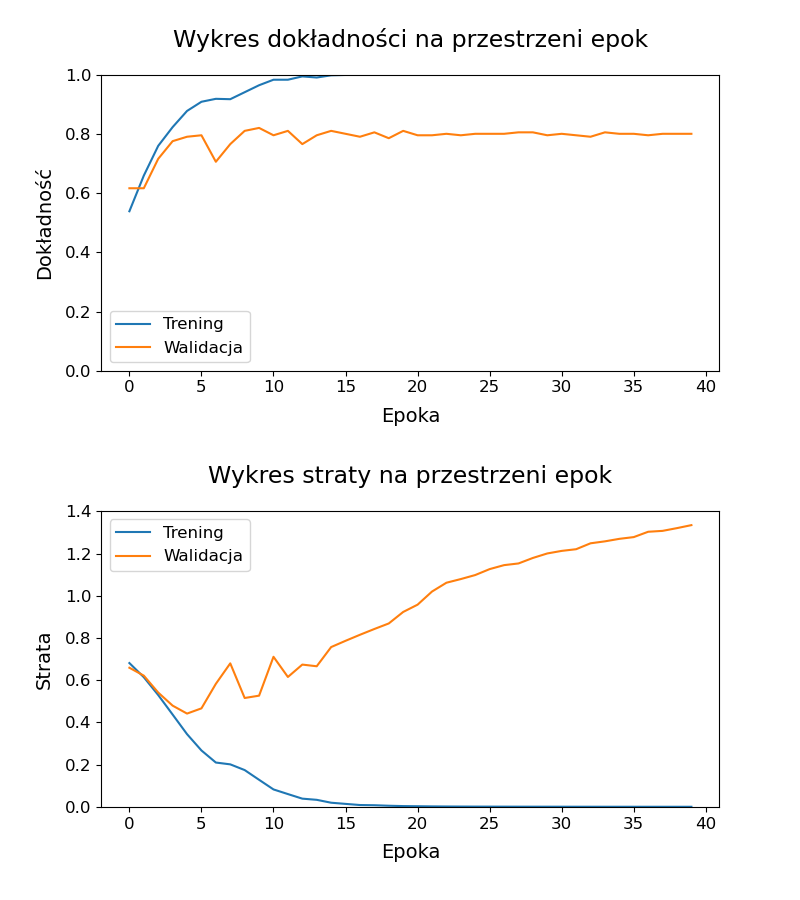 Wykres dokładności na przestrzeni epok
1.0
0.8
0.6
0.4
0.2
0.0
Dokładność
Trening
Walidacja
0 5 10 15 20 25 30 35 40
Epoka
Wykres straty na przestrzeni epok
1.4
1.2
1.0
0.8
0.6
0.4
0.2
0.0
Strata
Trening
Walidacja
0 5 10 15 20 25 30 35 40
Epoka